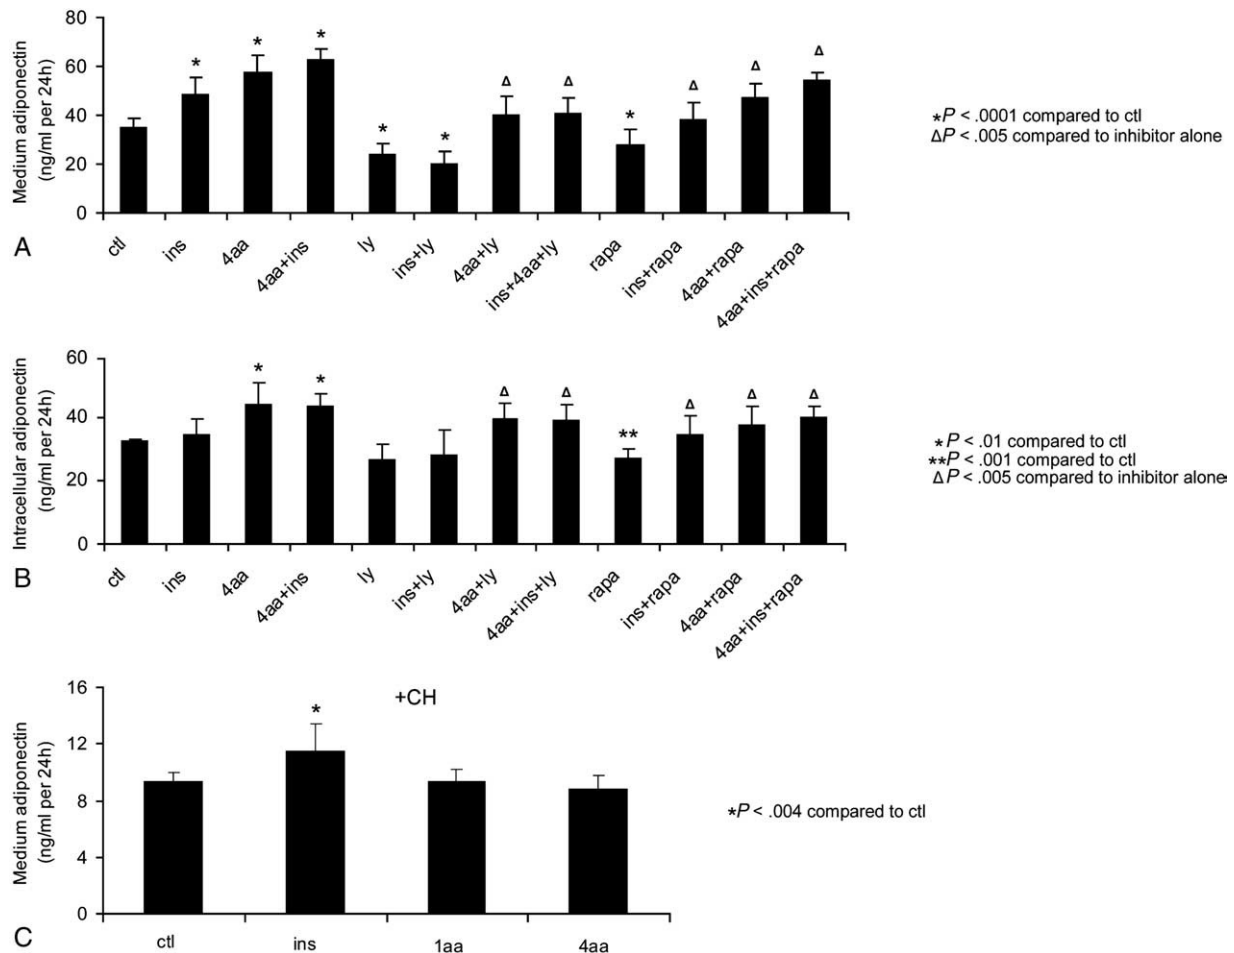 80
60
40
20
0
Medium adiponectin
(ng/ml per 24h)
* * * * * Δ Δ * Δ Δ Δ
*P < .0001 compared to ctl
ΔP < .005 compared to inhibitor alone
A
ctl ins 4aa 4aa+ins ly ins+ly 4aa+ly ins+4aa+ly rapa ins+rapa 4aa+rapa 4aa+ins+rapa
60
40
20
0
Intracellular adiponectin
(ng/ml per 24h)
* * Δ Δ ** Δ Δ Δ
*P < .01 compared to ctl
**P < .001 compared to ctl
ΔP < .005 compared to inhibitor alone.
B
ctl ins 4aa 4aa+ins ly ins+ly 4aa+ly 4aa+ins+ly rapa ins+rapa 4aa+rapa 4aa+ins+rapa
16
12
8
4
0
Medium adiponectin
(ng/ml per 24h)
+CH
*
*P < .004 compared to ctl
C
ctl ins 1aa 4aa